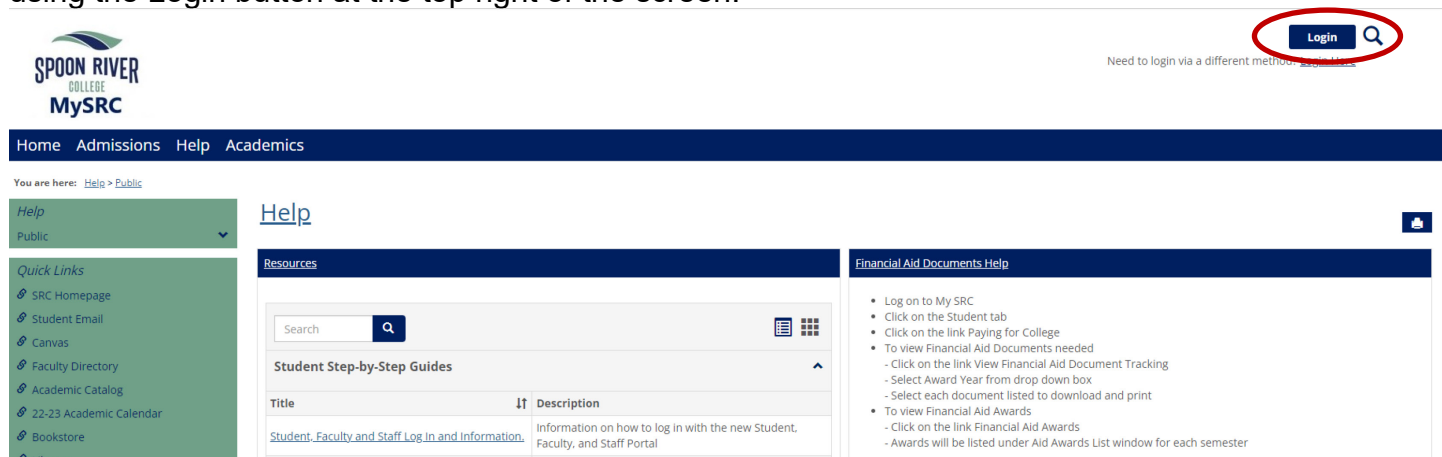 using the Login button at the top right of the screen.
Login
Need to login via a different method? Login Here
SPOON RIVER
COLLEGE
MySRC
Home Admissions Help Academics
You are here: Help > Public
Help
Public
Quick Links
SRC Homepage
Student Email
Canvas
Faculty Directory
Academic Catalog
22-23 Academic Calendar
Bookstore
Help
Resources
Search
Student Step-by-Step Guides
Title Description
Student, Faculty and Staff Log In and Information.
Information on how to log in with the new Student,
Faculty, and Staff Portal
Financial Aid Documents Help
• Log on to My SRC
• Click on the Student tab
• Click on the link Paying for College
• To view Financial Aid Documents needed
- Click on the link View Financial Aid Document Tracking
- Select Award Year from drop down box
- Select each document listed to download and print
• To view Financial Aid Awards
- Click on the link Financial Aid Awards
- Awards will be listed under Aid Awards List window for each semester